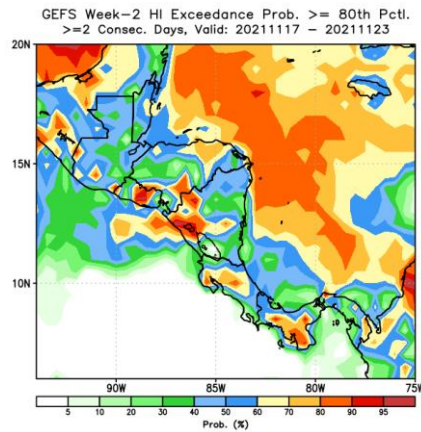 GEFS Week-2 HI Exceedance Prob. >= 80th Pctl.
>=2 Consec. Days, Valid: 20211117 - 20211123
20N
15N
10N
90W 85W 80W 75W
5 10 20 30 40 50 60 70 80 90 95
Prob. (%)